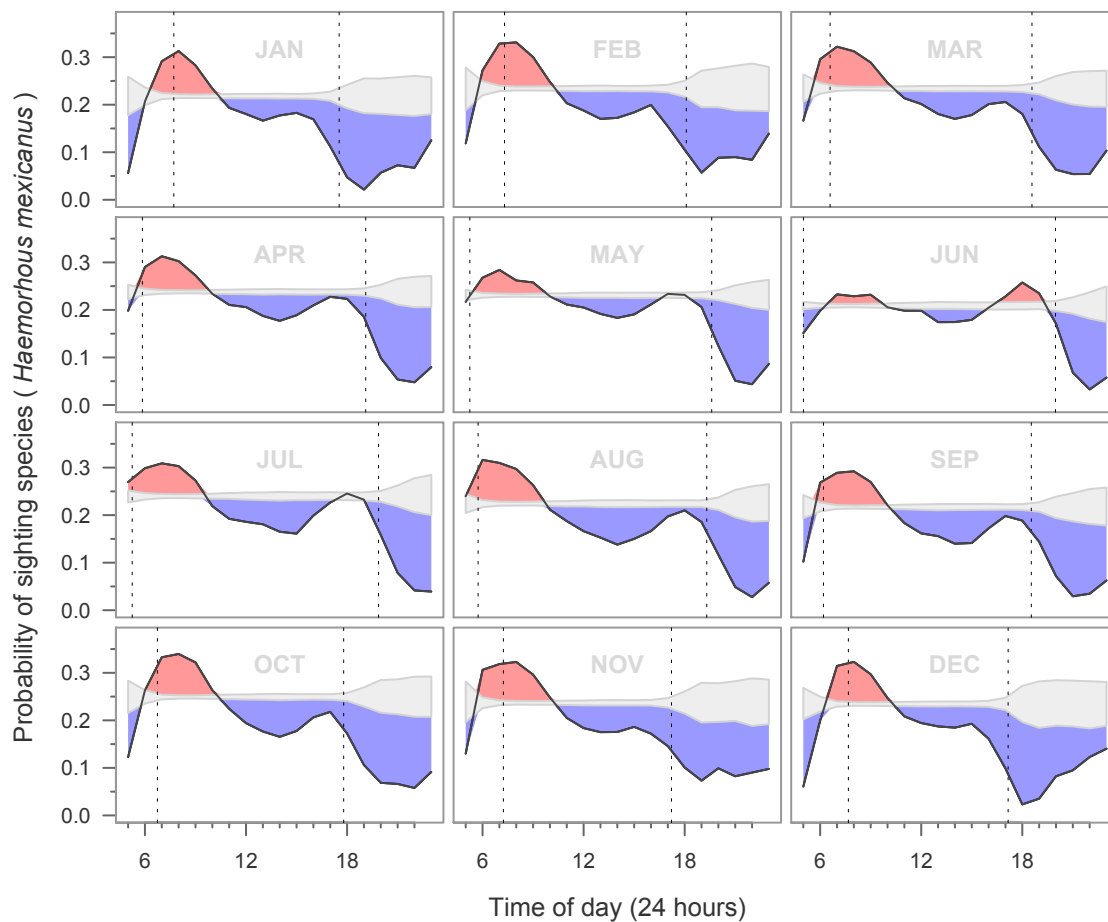 Probability of sighting species ( Haemorhous mexicanus)
JAN
FEB
MAR
0.3
0.2
0.1
0.0
APR
MAY
JUN
0.3
0.2
0.1
0.0
JUL
AUG
SEP
0.3
0.2
0.1
0.0
OCT
NOV
DEC
0.3
0.2
0.1
0.0
6 18 6 18 6 18
Time of day (24 hours)